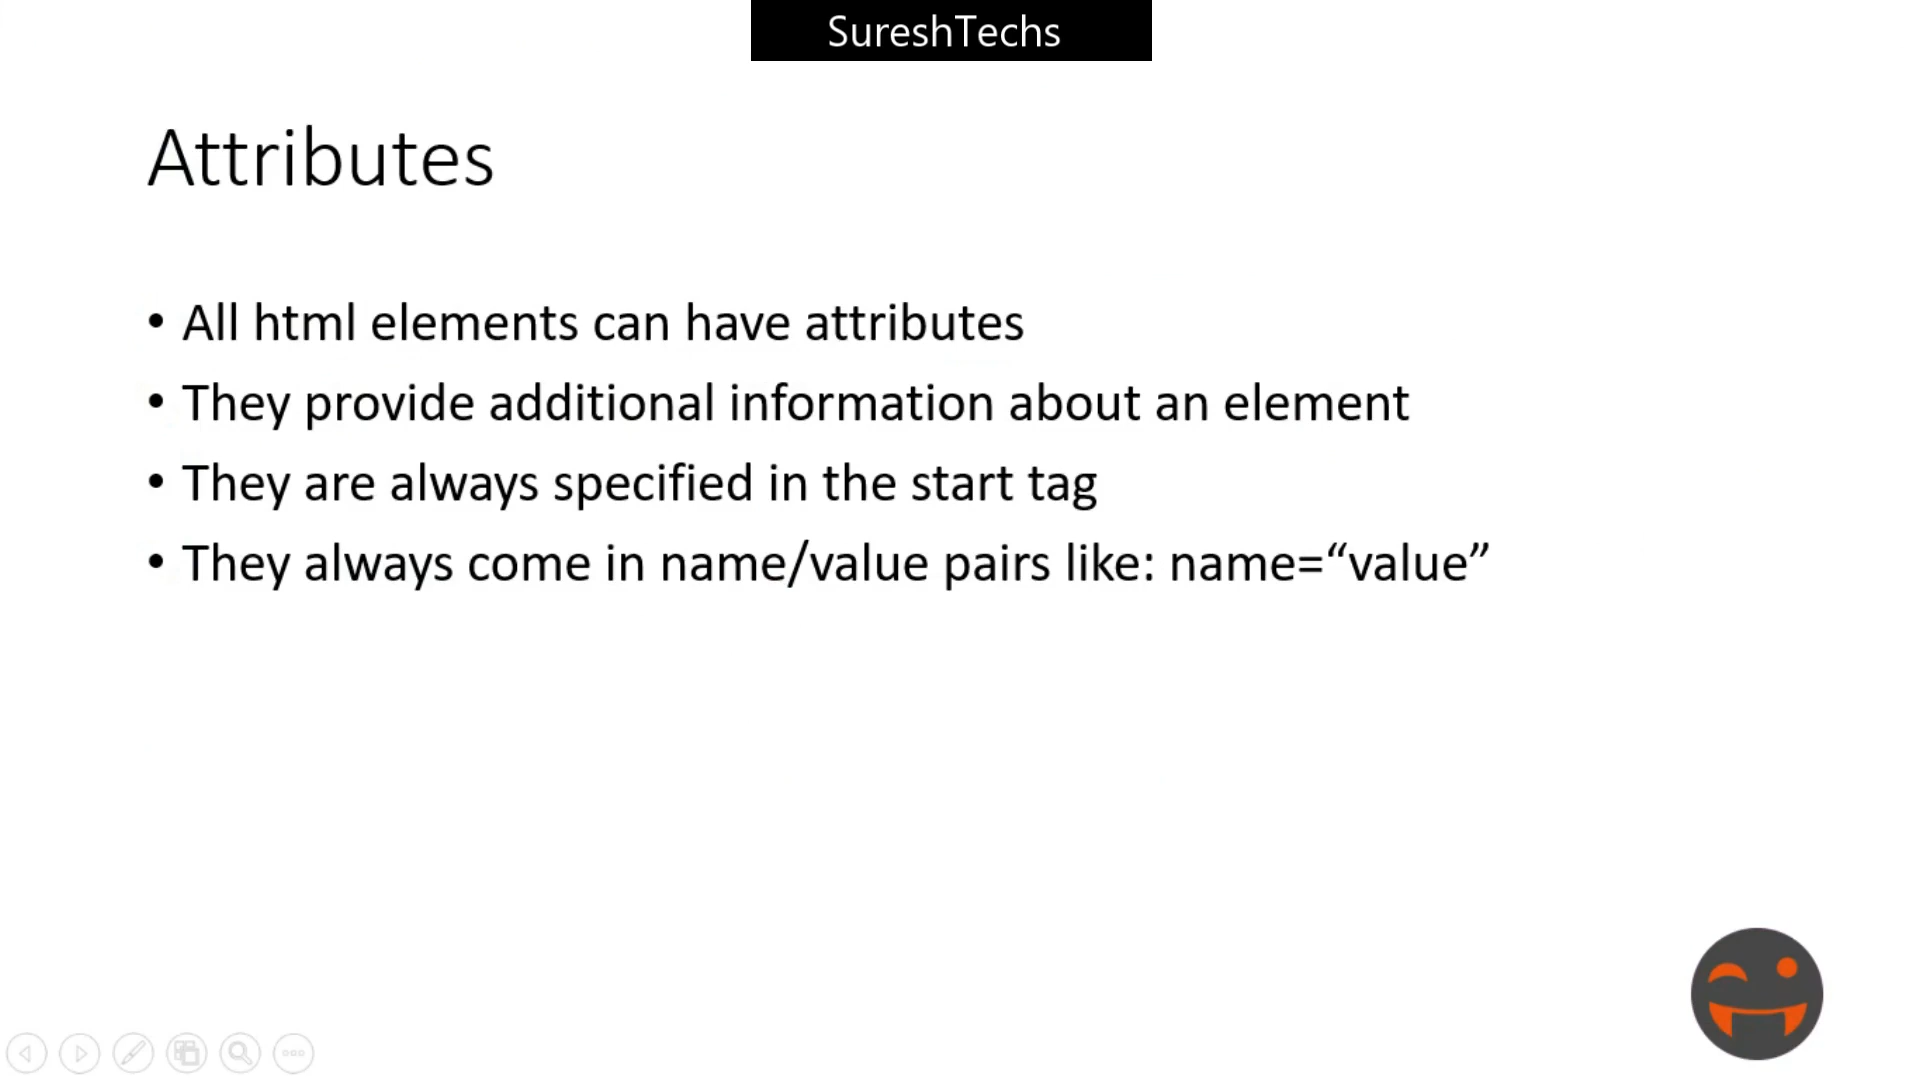 SureshTechs
Attributes
• All html elements can have attributes
• They provide additional information about an element
• They are always specified in the start tag
• They always come in name/value pairs like: name=“value”